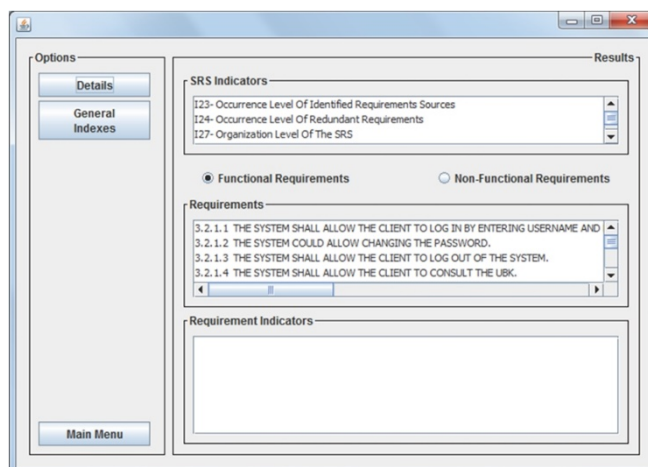 Options
Results
Details
General
Indexes
SRS Indicators
I23- Occurrence Level Of Identified Requirements Sources
I24- Occurrence Level Of Redundant Requirements
I27- Organization Level Of The SRS
Functional Requirements
Non-Functional Requirements
Requirements
3.2.1.1 THE SYSTEM SHALL ALLOW THE CLIENT TO LOG IN BY ENTERING USERNAME AND
3.2.1.2 THE SYSTEM COULD ALLOW CHANGING THE PASSWORD.
3.2.1.3 THE SYSTEM SHALL ALLOW THE CLIENT TO LOG OUT OF THE SYSTEM.
3.2.1.4 THE SYSTEM SHALL ALLOW THE CLIENT TO CONSULT THE UBK.
Requirement Indicators
Main Menu